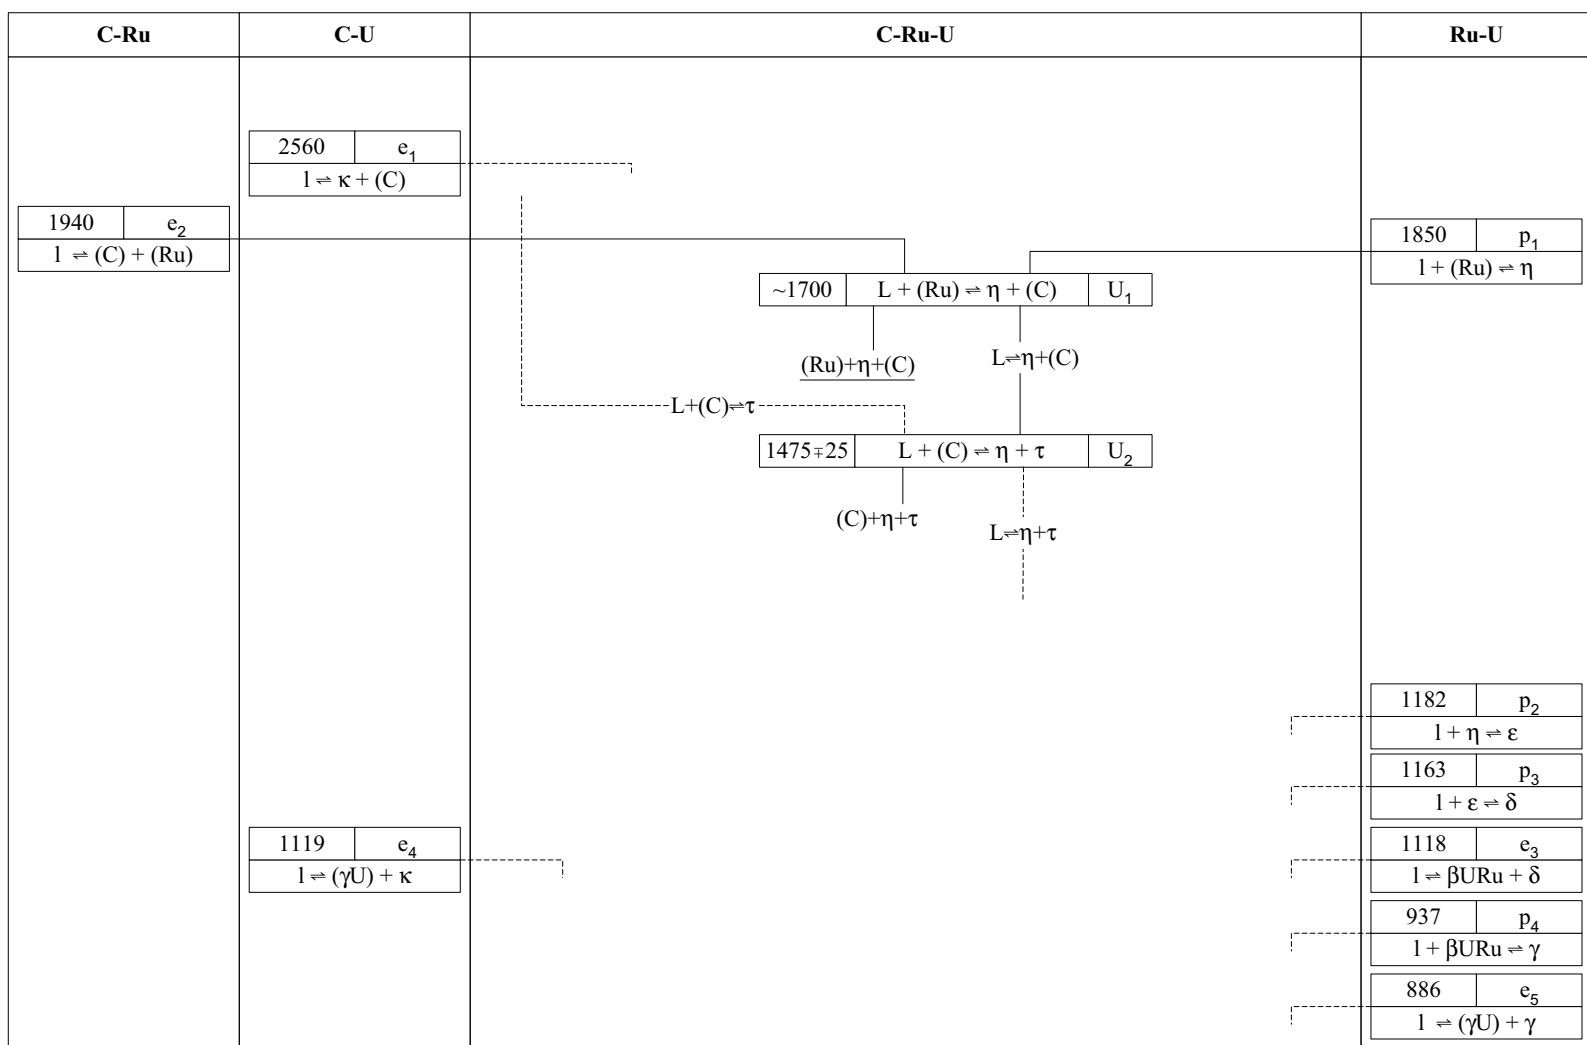 C-Ru C-U C-Ru-U Ru-U
2560 e₁
l ⇌ κ + (C)
1940 e₂
l ⇌ (C) + (Ru)
1850 p₁
l + (Ru) ⇌ η
~1700 L + (Ru) ⇌ η + (C) U₁
(Ru)+η+(C)
L⇌η+(C)
L+(C)⇌τ
1475∓25 L + (C) ⇌ η + τ U₂
(C)+η+τ
L⇌η+τ
1182 p₂
l + η ⇌ ε
1163 p₃
l + ε ⇌ δ
1119 e₄
l ⇌ (γU) + κ
1118 e₃
l ⇌ βURu + δ
937 p₄
l + βURu ⇌ γ
886 e₅
l ⇌ (γU) + γ